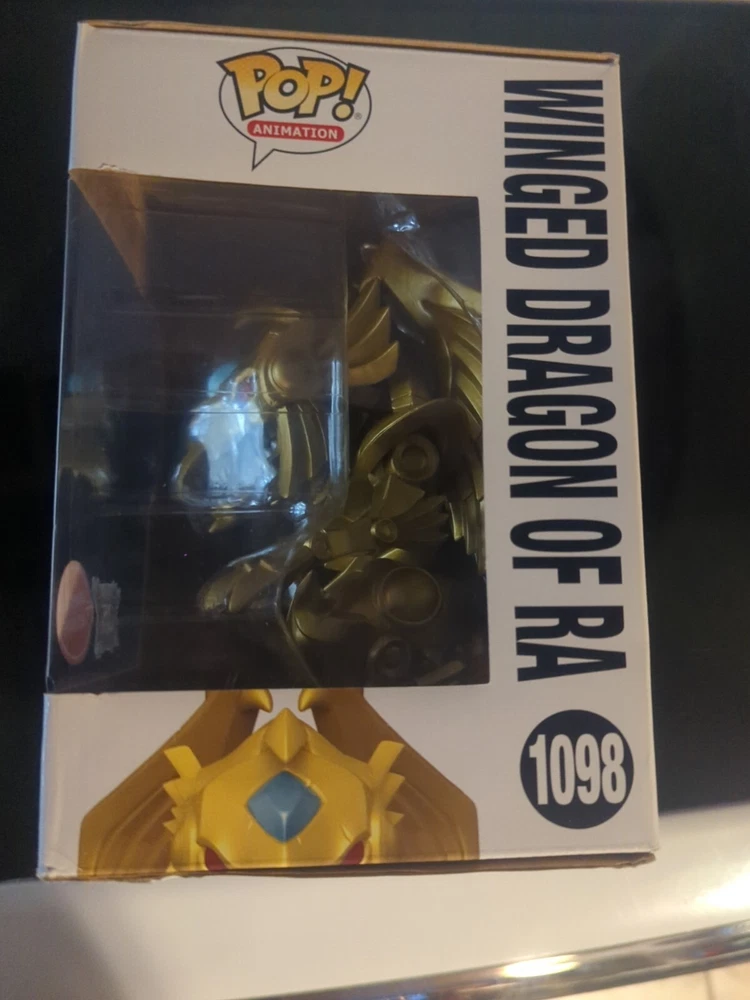 POP!
ANIMATION
WINGED DRAGON OF RA
1098